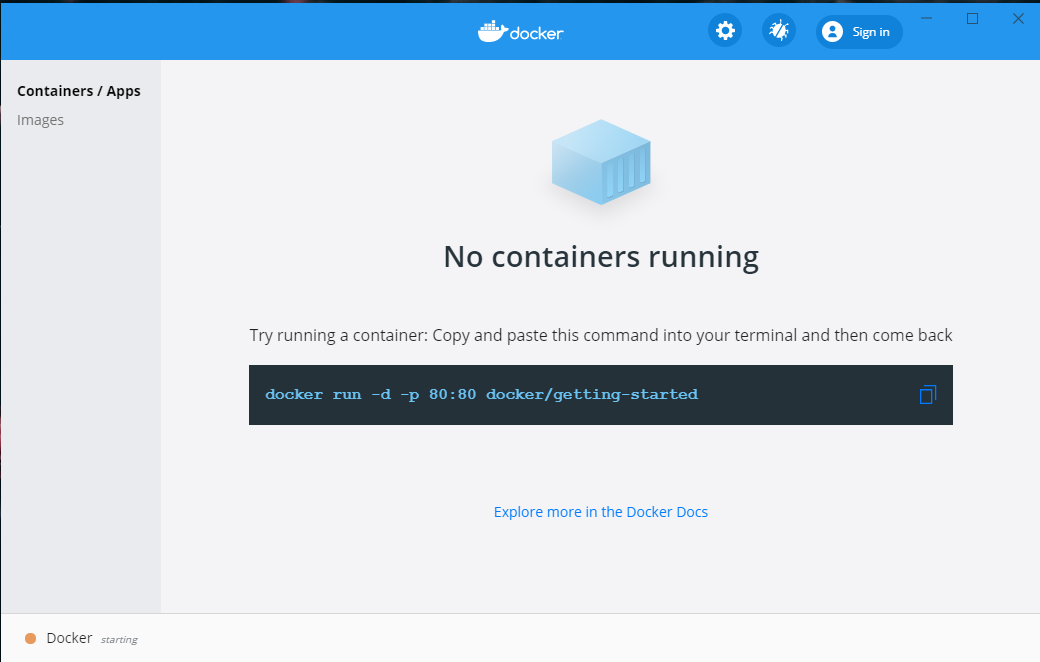 docker
Sign in
Containers / Apps
Images
No containers running
Try running a container: Copy and paste this command into your terminal and then come back
docker run -d -p 80:80 docker/getting-started
Explore more in the Docker Docs
Docker starting